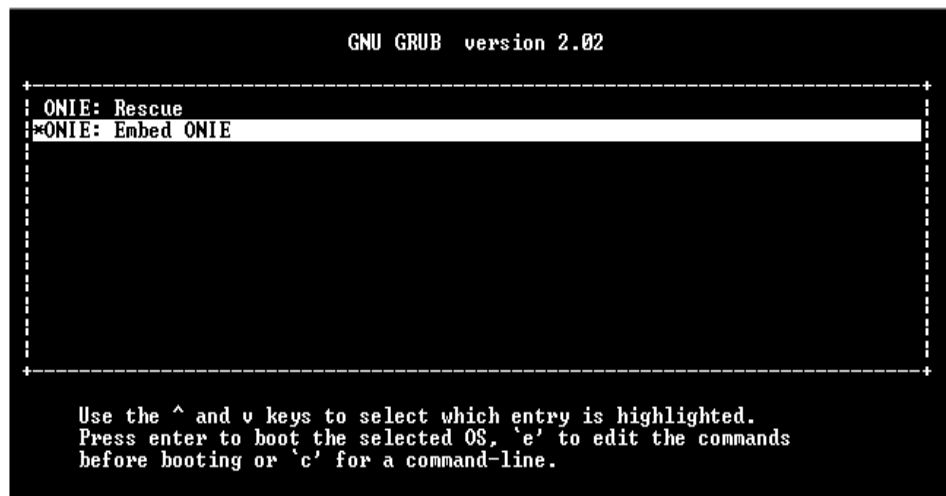 GNU GRUB  version 2.02
ONIE: Rescue
*ONIE: Embed ONIE
Use the ^ and v keys to select which entry is highlighted.
Press enter to boot the selected OS, `e' to edit the commands
before booting or `c' for a command-line.